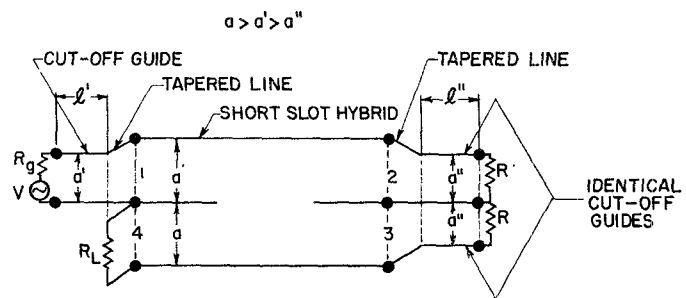 a > a' > a"
CUT-OFF GUIDE
TAPERED LINE
SHORT SLOT HYBRID
TAPERED LINE
ℓ'
ℓ"
Rg
V
a'
1
a'
2
a"
R
4
a
3
a"
R
RL
IDENTICAL
CUT-OFF
GUIDES